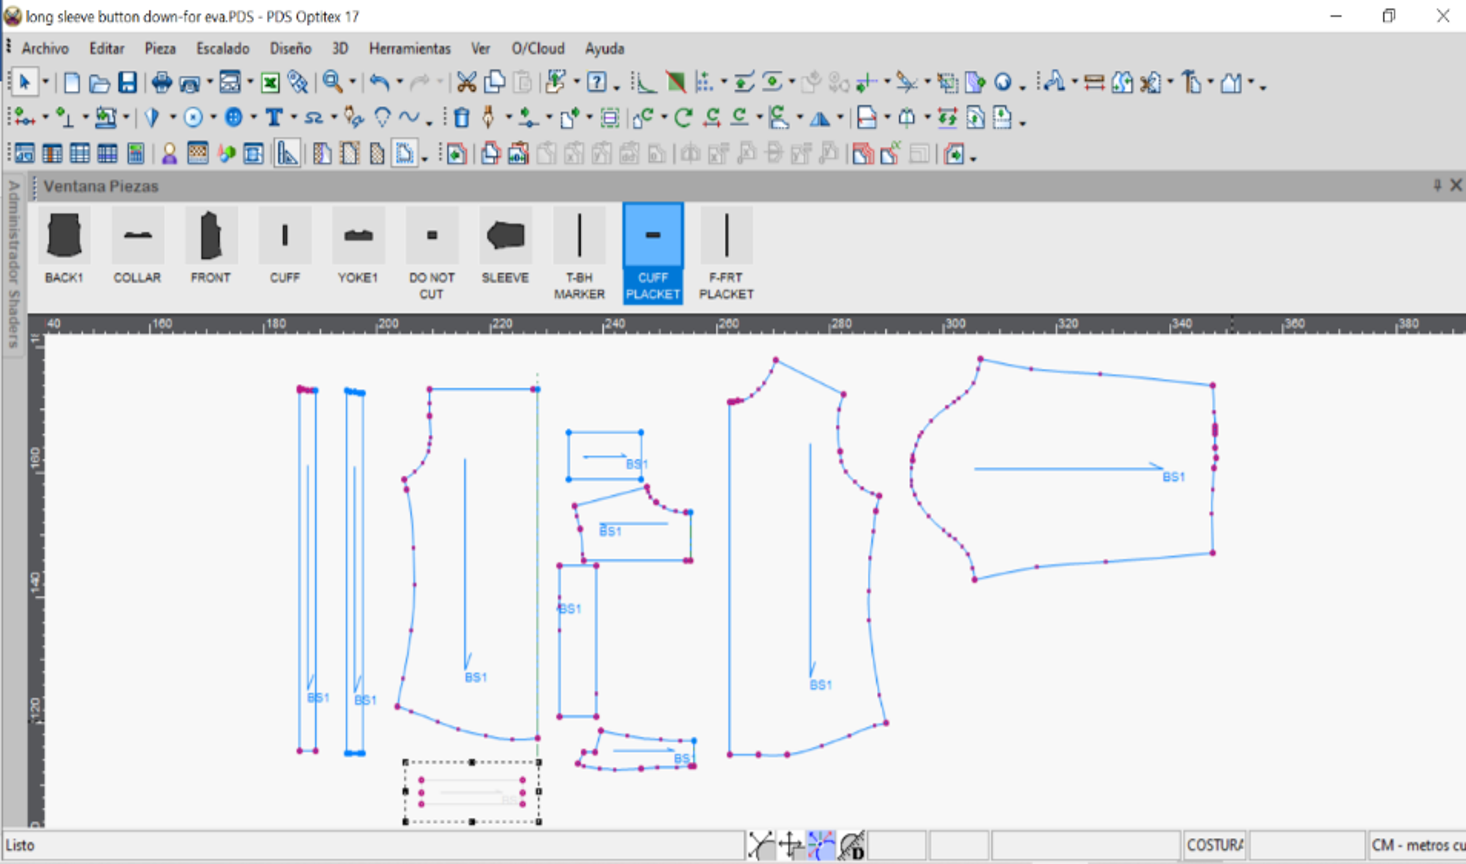 long sleeve button down-for eva.PDS - PDS Optitex 17
Archivo Editar Pieza Escalado Diseño 3D Herramientas Ver O/Cloud Ayuda
Ventana Piezas
Administrador Shaders
BACK1 COLLAR FRONT CUFF YOKE1 DO NOT CUT SLEEVE T-BH MARKER CUFF PLACKET F-FRT PLACKET
40 160 180 200 220 240 260 280 300 320 340 360 380
160
140
120
BS1
BS1
BS1
BS1
BS1
BS1
BS1
BS1
BS1
Listo
COSTURA
CM - metros cu